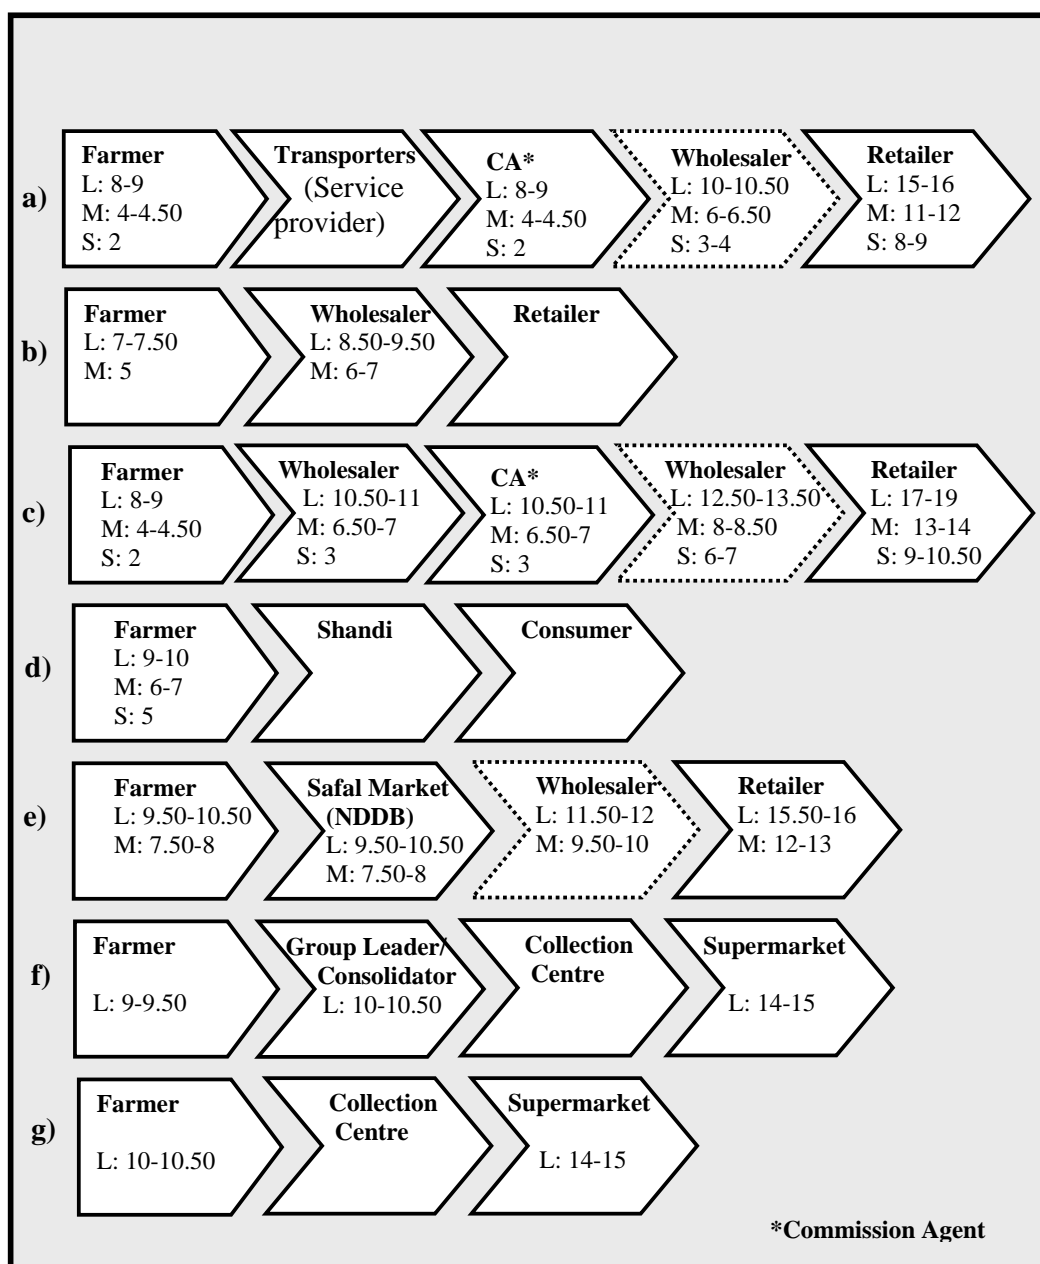 a)
Farmer
L: 8-9
M: 4-4.50
S: 2
Transporters
(Service
provider)
CA*
L: 8-9
M: 4-4.50
S: 2
Wholesaler
L: 10-10.50
M: 6-6.50
S: 3-4
Retailer
L: 15-16
M: 11-12
S: 8-9
b)
Farmer
L: 7-7.50
M: 5
Wholesaler
L: 8.50-9.50
M: 6-7
Retailer
c)
Farmer
L: 8-9
M: 4-4.50
S: 2
Wholesaler
L: 10.50-11
M: 6.50-7
S: 3
CA*
L: 10.50-11
M: 6.50-7
S: 3
Wholesaler
L: 12.50-13.50
M: 8-8.50
S: 6-7
Retailer
L: 17-19
M: 13-14
S: 9-10.50
d)
Farmer
L: 9-10
M: 6-7
S: 5
Shandi
Consumer
e)
Farmer
L: 9.50-10.50
M: 7.50-8
Safal Market
(NDDB)
L: 9.50-10.50
M: 7.50-8
Wholesaler
L: 11.50-12
M: 9.50-10
Retailer
L: 15.50-16
M: 12-13
f)
Farmer
L: 9-9.50
Group Leader/
Consolidator
L: 10-10.50
Collection
Centre
Supermarket
L: 14-15
g)
Farmer
L: 10-10.50
Collection
Centre
Supermarket
L: 14-15
*Commission Agent